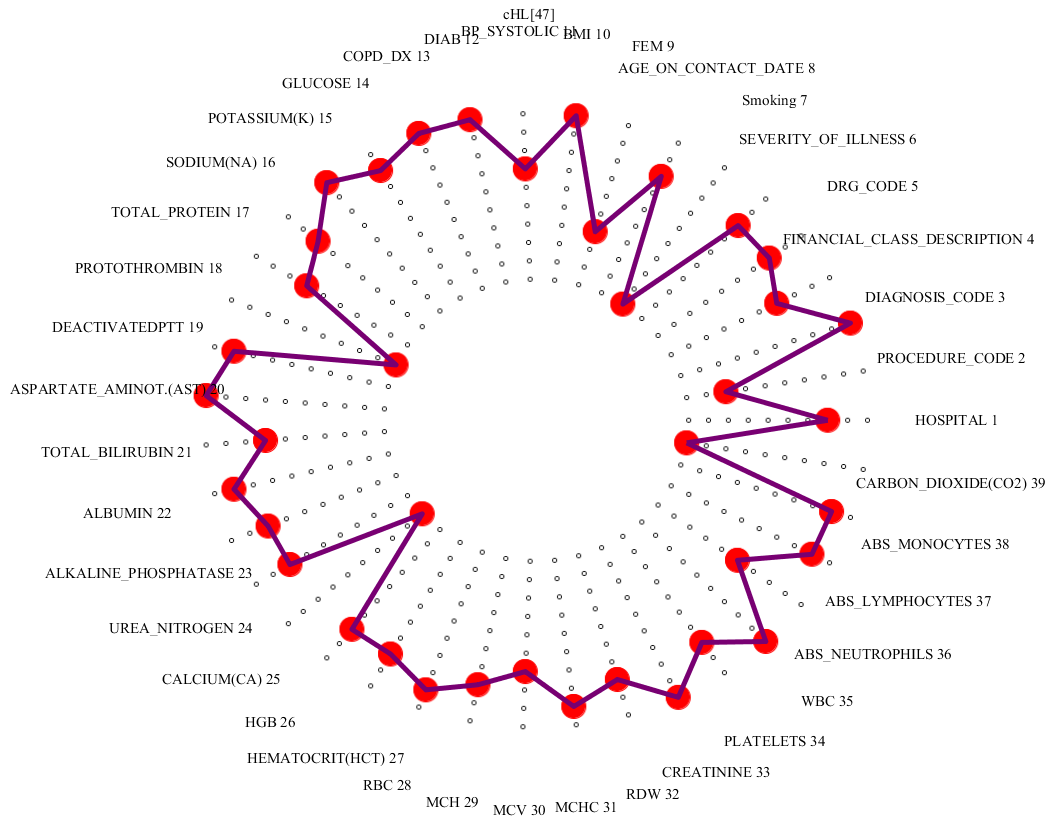 cHL[47]
BP_SYSTOLIC 11
BMI 10
DIAB 12
FEM 9
COPD_DX 13
AGE_ON_CONTACT_DATE 8
GLUCOSE 14
Smoking 7
POTASSIUM(K) 15
SEVERITY_OF_ILLNESS 6
SODIUM(NA) 16
DRG_CODE 5
TOTAL_PROTEIN 17
FINANCIAL_CLASS_DESCRIPTION 4
PROTOTHROMBIN 18
DIAGNOSIS_CODE 3
DEACTIVATEDPTT 19
PROCEDURE_CODE 2
ASPARTATE_AMINOT.(AST) 20
HOSPITAL 1
TOTAL_BILIRUBIN 21
CARBON_DIOXIDE(CO2) 39
ALBUMIN 22
ABS_MONOCYTES 38
ALKALINE_PHOSPHATASE 23
ABS_LYMPHOCYTES 37
UREA_NITROGEN 24
ABS_NEUTROPHILS 36
CALCIUM(CA) 25
WBC 35
HGB 26
PLATELETS 34
HEMATOCRIT(HCT) 27
CREATININE 33
RBC 28
RDW 32
MCH 29
MCHC 31
MCV 30